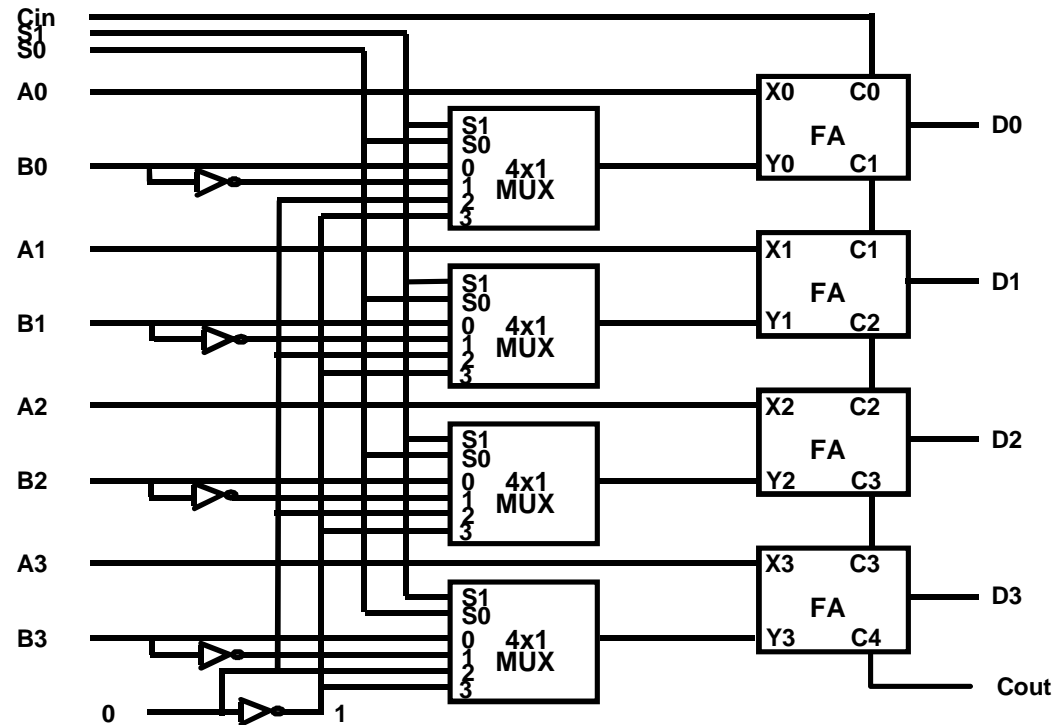 Cin
S1
S0
A0
X0 C0
S1
S0
FA
D0
B0
0
4x1
MUX
Y0 C1
1
2
3
A1
X1 C1
S1
S0
FA
D1
B1
0
4x1
MUX
Y1 C2
1
2
3
A2
X2 C2
S1
S0
FA
D2
B2
0
4x1
MUX
Y2 C3
1
2
3
A3
X3 C3
S1
S0
FA
D3
B3
0
4x1
MUX
Y3 C4
1
2
3
Cout
0
1